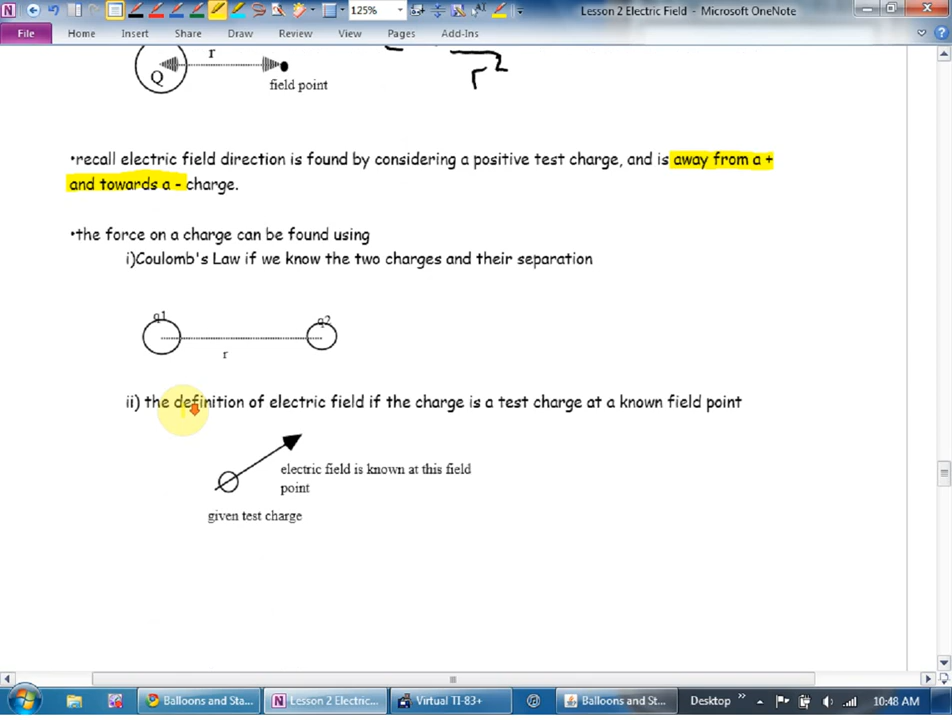 125%
Lesson 2 Electric Field - Microsoft OneNote
File Home Insert Share Draw Review View Pages Add-Ins
r
Q
field point
r²
•recall electric field direction is found by considering a positive test charge, and is away from a +
and towards a - charge.
•the force on a charge can be found using
i)Coulomb's Law if we know the two charges and their separation
q1
q2
r
ii) the definition of electric field if the charge is a test charge at a known field point
electric field is known at this field
point
given test charge
Balloons and Sta... Lesson 2 Electric... Virtual TI-83+ Balloons and St... Desktop » 10:48 AM